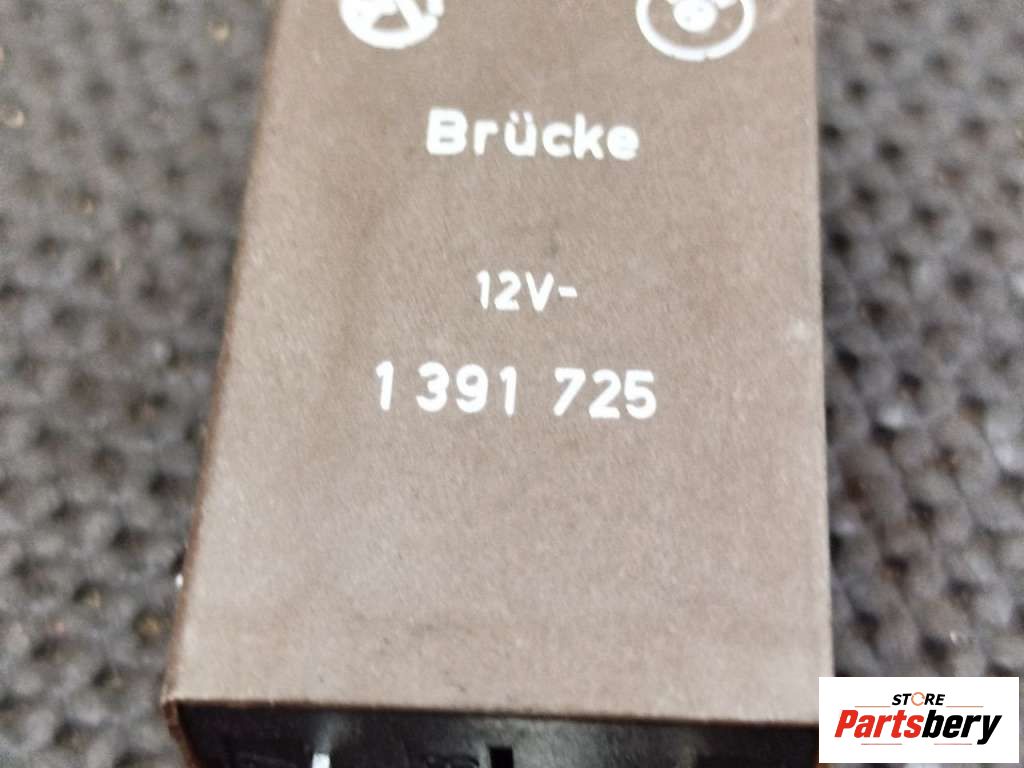 Brücke
12V-
1 391 725
STORE
Partsbery